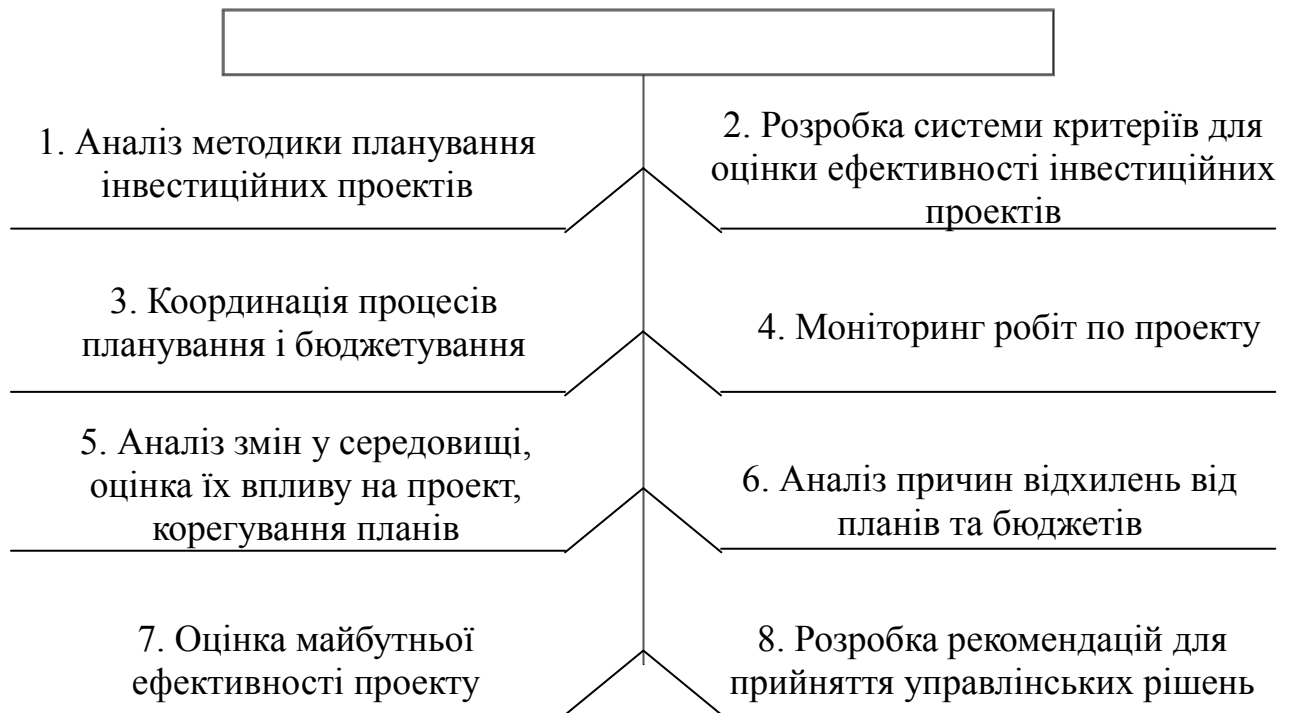 1. Аналіз методики планування
інвестиційних проектів
2. Розробка системи критеріїв для
оцінки ефективності інвестиційних
проектів
3. Координація процесів
планування і бюджетування
4. Моніторинг робіт по проекту
5. Аналіз змін у середовищі,
оцінка їх впливу на проект,
корегування планів
6. Аналіз причин відхилень від
планів та бюджетів
7. Оцінка майбутньої
ефективності проекту
8. Розробка рекомендацій для
прийняття управлінських рішень